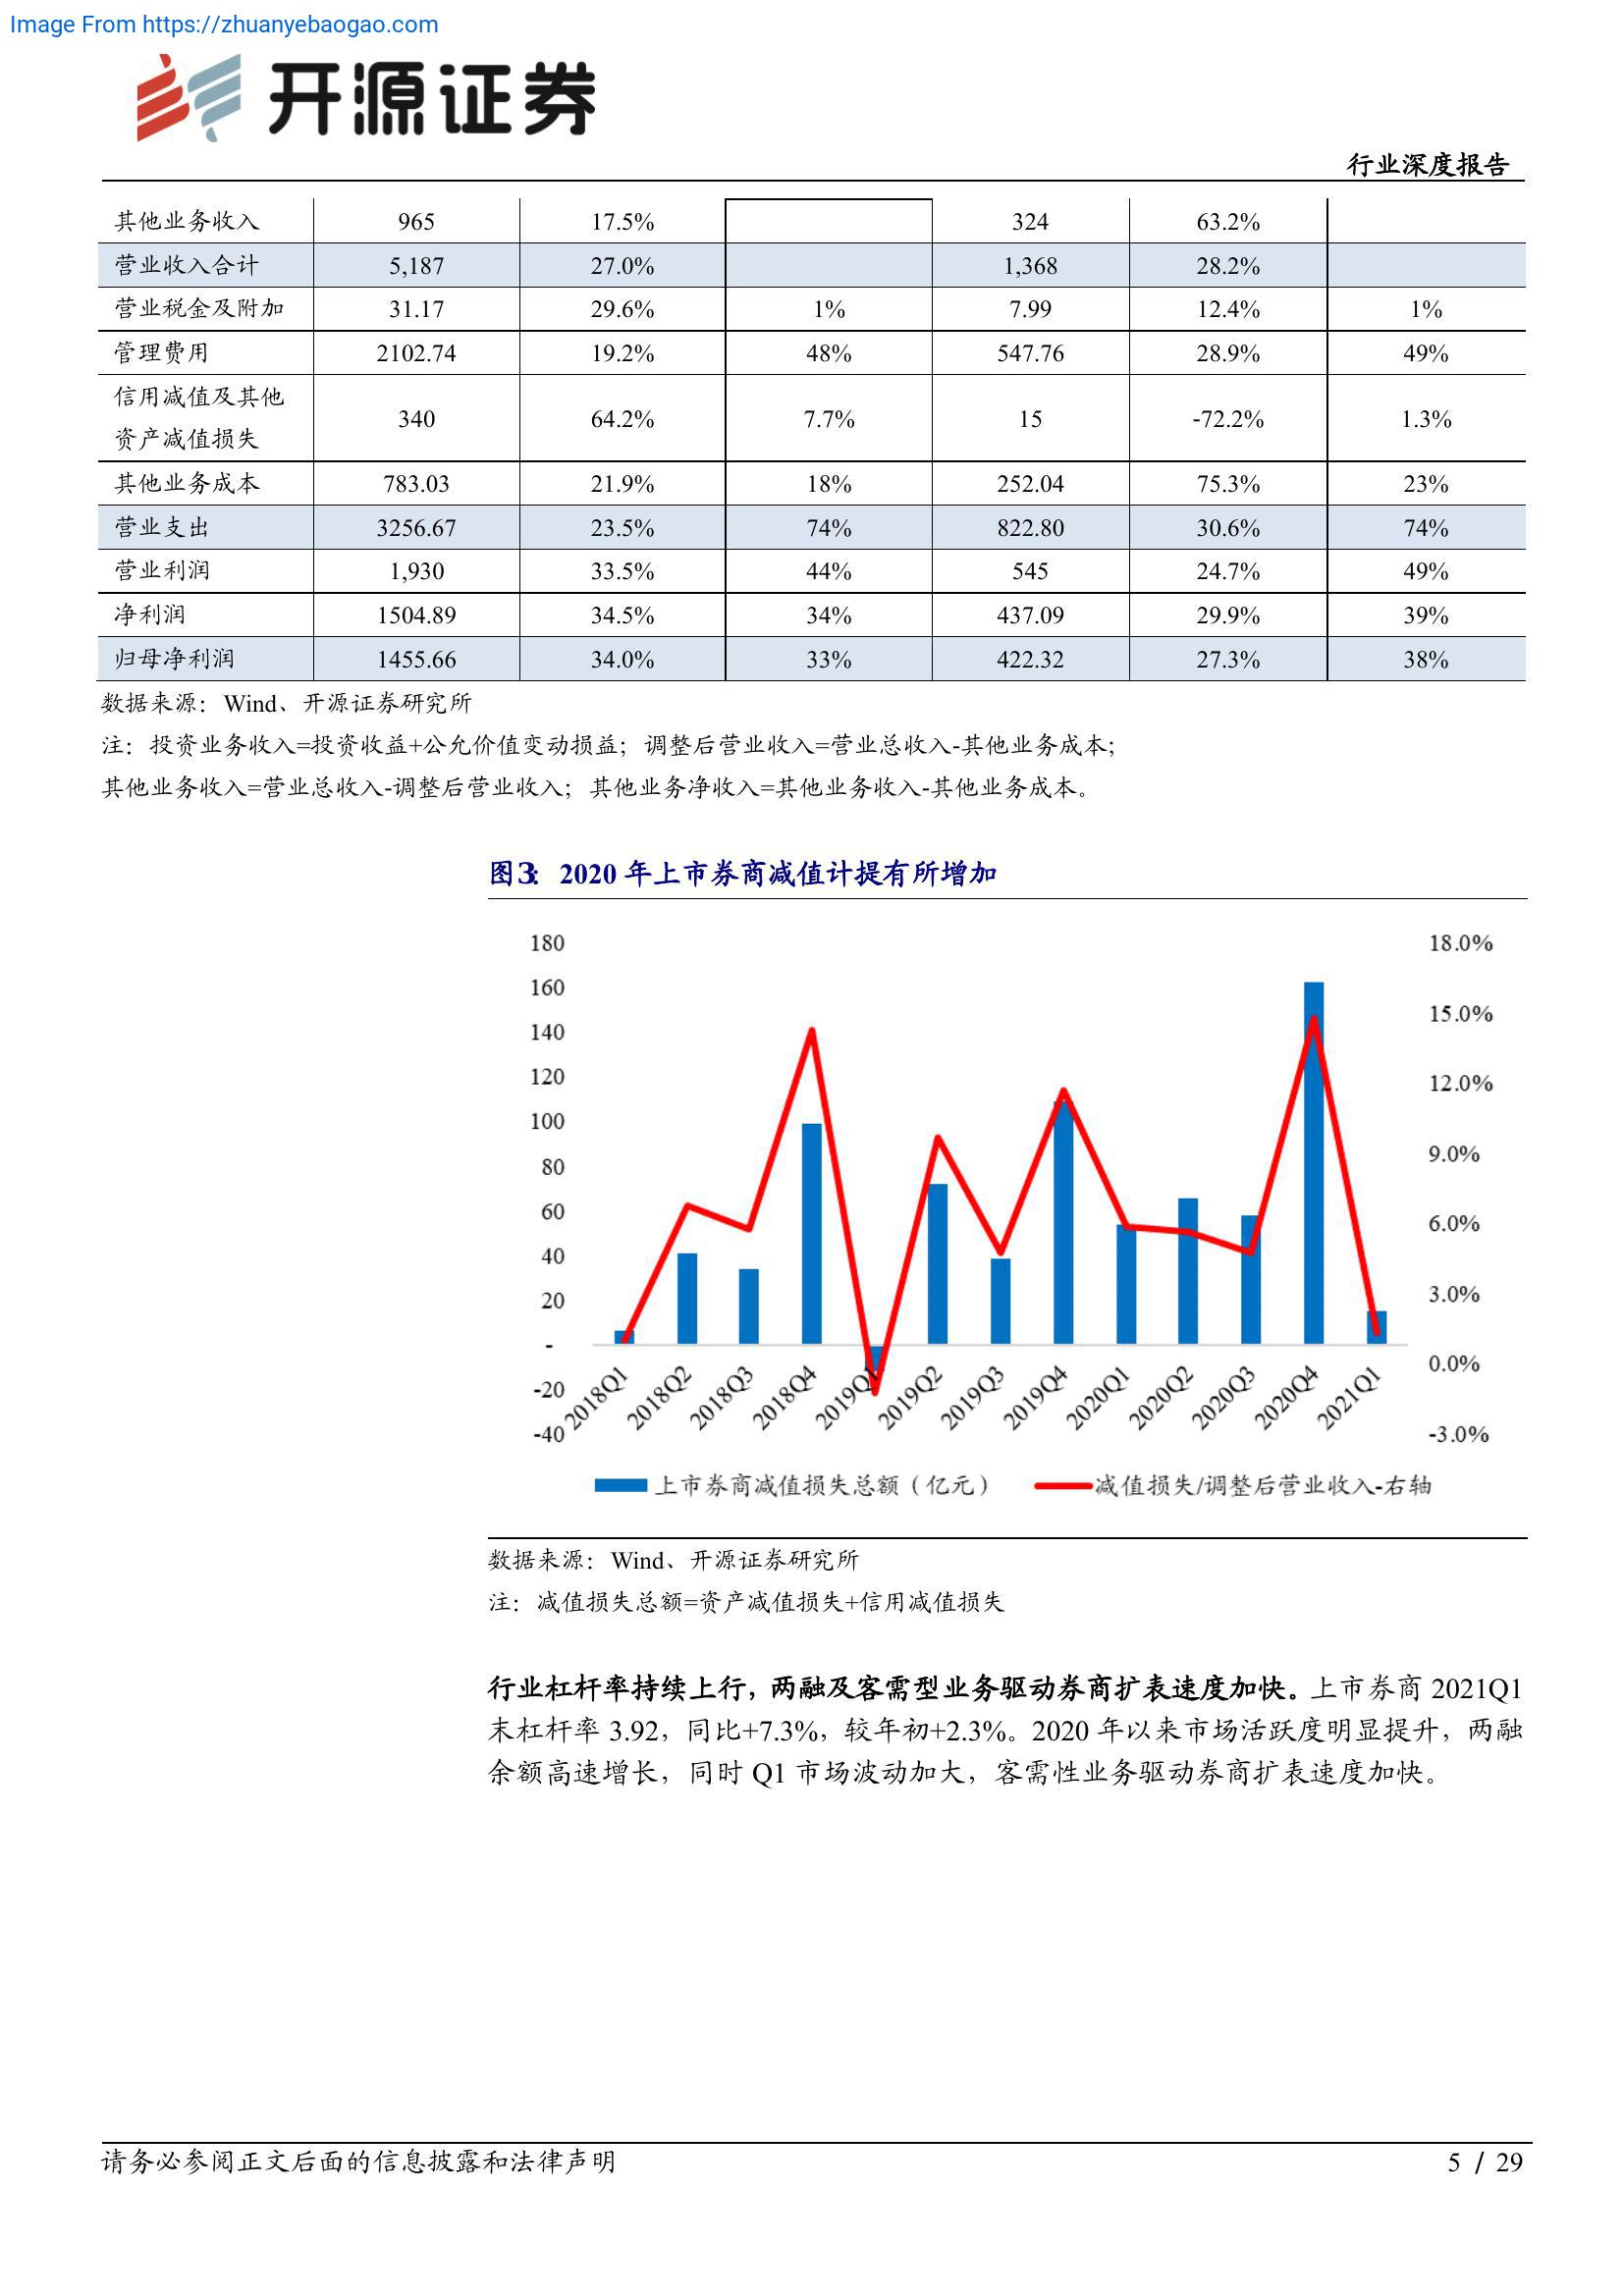 Image From https://zhuanyebaogao.com
开源证券
行业深度报告
其他业务收入 965 17.5% 324 63.2%
营业收入合计 5,187 27.0% 1,368 28.2%
营业税金及附加 31.17 29.6% 1% 7.99 12.4% 1%
管理费用 2102.74 19.2% 48% 547.76 28.9% 49%
信用减值及其他
资产减值损失 340 64.2% 7.7% 15 -72.2% 1.3%
其他业务成本 783.03 21.9% 18% 252.04 75.3% 23%
营业支出 3256.67 23.5% 74% 822.80 30.6% 74%
营业利润 1,930 33.5% 44% 545 24.7% 49%
净利润 1504.89 34.5% 34% 437.09 29.9% 39%
归母净利润 1455.66 34.0% 33% 422.32 27.3% 38%
数据来源：Wind、开源证券研究所
注：投资业务收入=投资收益+公允价值变动损益；调整后营业收入=营业总收入-其他业务成本；
其他业务收入=营业总收入-调整后营业收入；其他业务净收入=其他业务收入-其他业务成本。
图3： 2020 年上市券商减值计提有所增加
180 18.0%
160
140 15.0%
120 12.0%
100
80 9.0%
60 6.0%
40
20 3.0%
-
-20 0.0%
-40 -3.0%
2018Q1 2018Q2 2018Q3 2018Q4 2019Q1 2019Q2 2019Q3 2019Q4 2020Q1 2020Q2 2020Q3 2020Q4 2021Q1
上市券商减值损失总额（亿元） 减值损失/调整后营业收入-右轴
数据来源：Wind、开源证券研究所
注：减值损失总额=资产减值损失+信用减值损失
行业杠杆率持续上行，两融及客需型业务驱动券商扩表速度加快。上市券商 2021Q1
末杠杆率 3.92，同比+7.3%，较年初+2.3%。2020 年以来市场活跃度明显提升，两融
余额高速增长，同时 Q1 市场波动加大，客需性业务驱动券商扩表速度加快。
请务必参阅正文后面的信息披露和法律声明 5 / 29